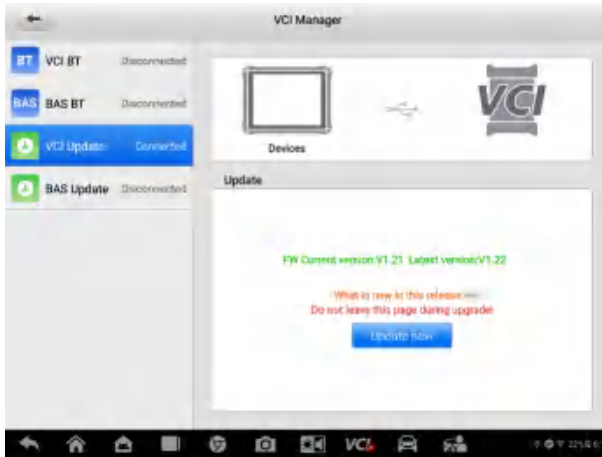 VCI Manager
BT VCI BT Disconnected
BAS BAS BT Disconnected
VCI Update Connected
BAS Update Disconnected
VCI
Devices
Update
FW Current version:V1.21 Latest version:V1.22
What is new in this release
Do not leave this page during upgrade!
Update now
VCI